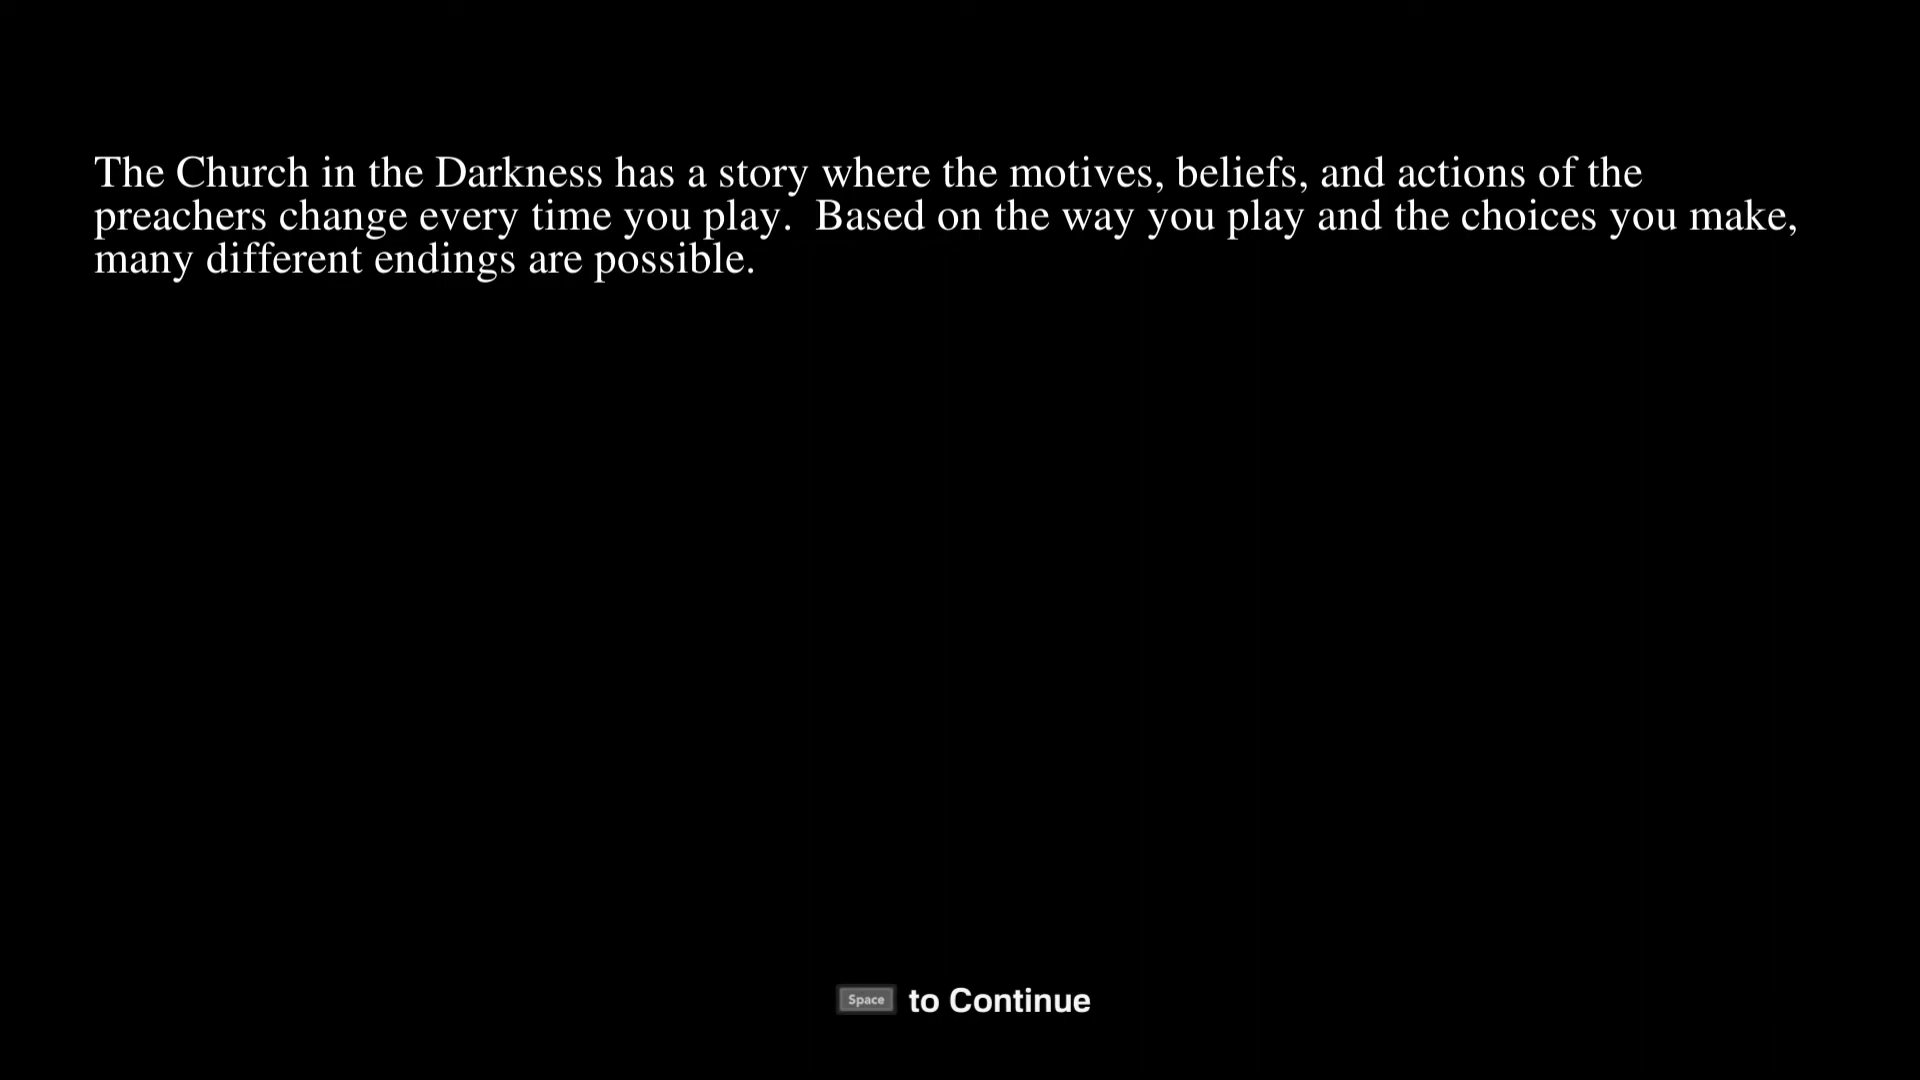 The Church in the Darkness has a story where the motives, beliefs, and actions of the
preachers change every time you play.  Based on the way you play and the choices you make,
many different endings are possible.
Space to Continue